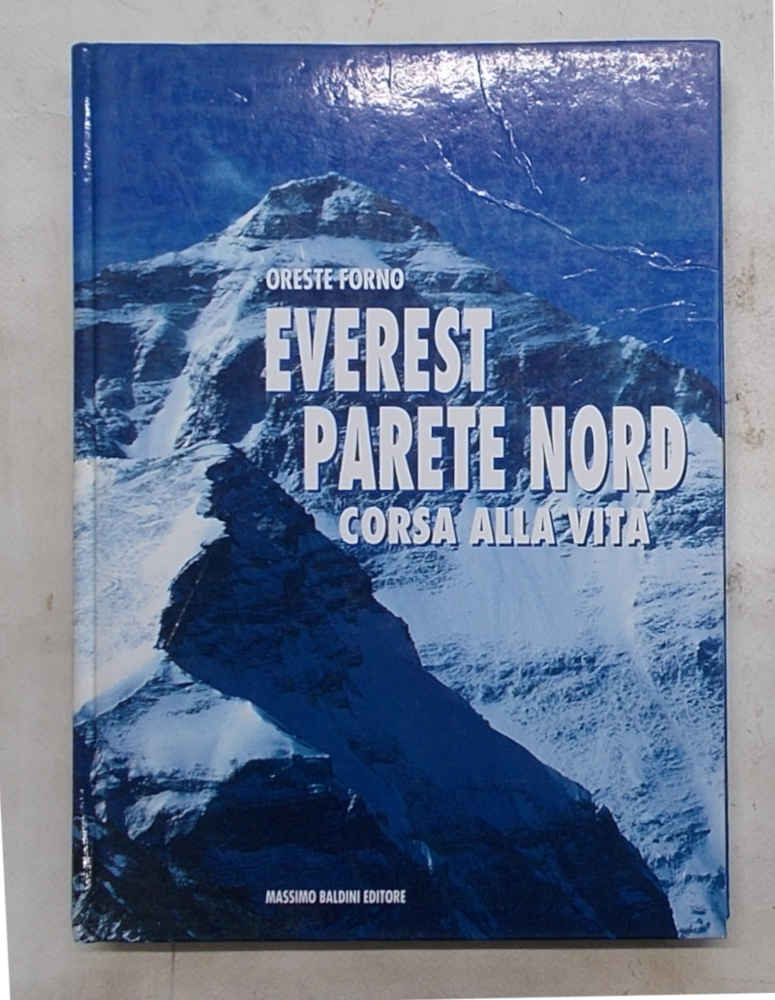 ORESTE FORNO
EVEREST
PARETE NORD
CORSA ALLA VITA
MASSIMO BALDINI EDITORE